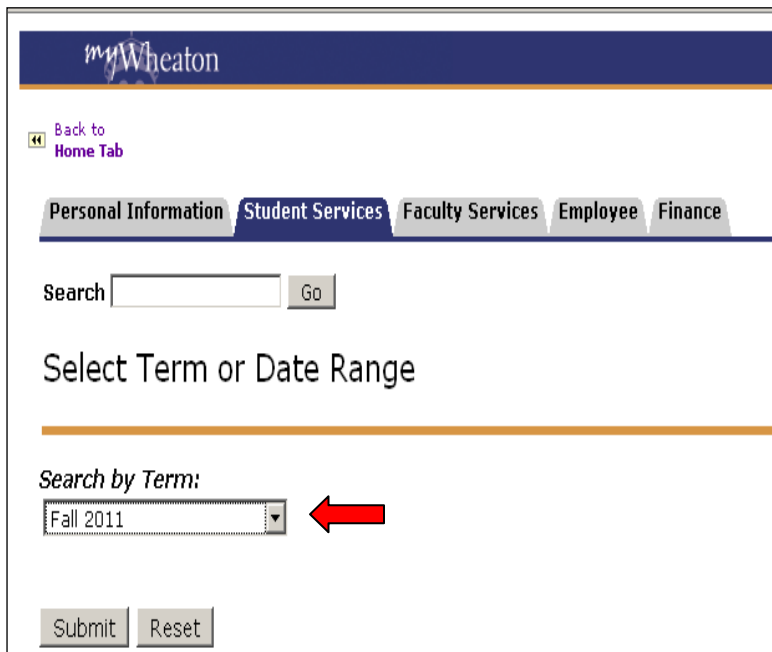 myWheaton
Back to
Home Tab
Personal Information Student Services Faculty Services Employee Finance
Search Go
Select Term or Date Range
Search by Term:
Fall 2011
Submit Reset